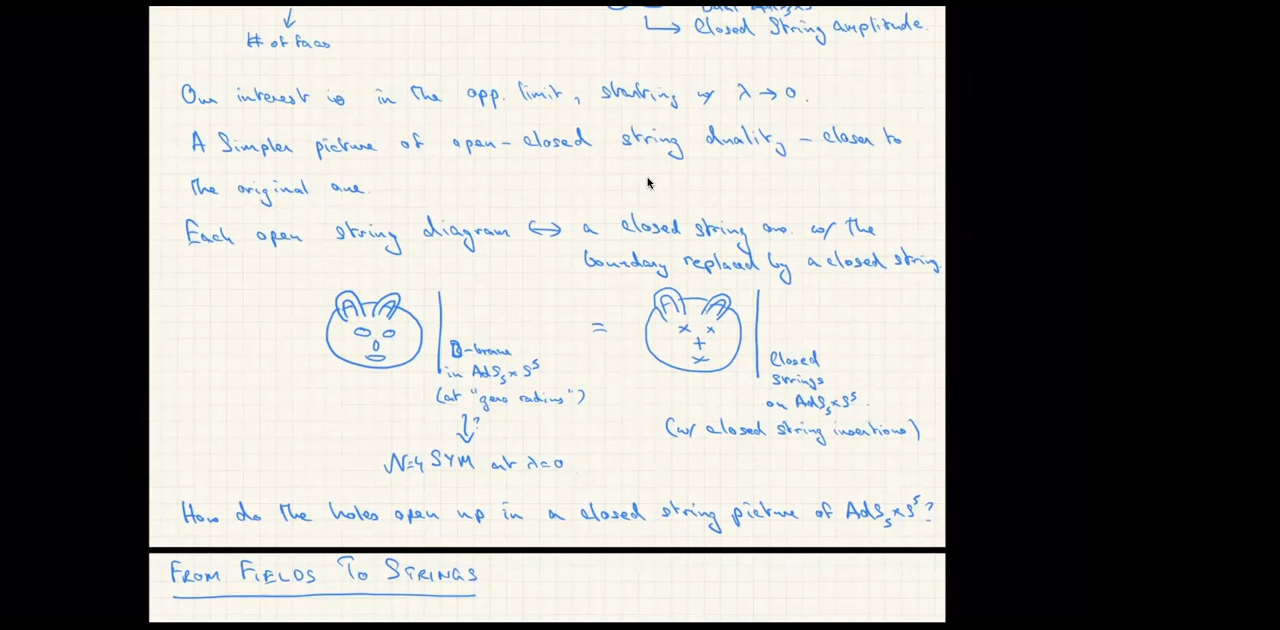 # of faces
↳ Closed String amplitude.
Our interest is in the opp. limit, starting w/ λ → 0.
A Simpler picture of open-closed string duality - closer to
the original one.
Each open string diagram ↔ a closed string one w/ the
boundary replaced by a closed string.
D-brane
in AdS₅×S⁵
(at "zero radius")
⇓?
N=4 SYM at λ=0
=
Closed
strings
on AdS₅×S⁵.
(w/ closed string insertions)
How do the holes open up in a closed string picture of AdS₅×S⁵?
FROM FIELDS TO STRINGS